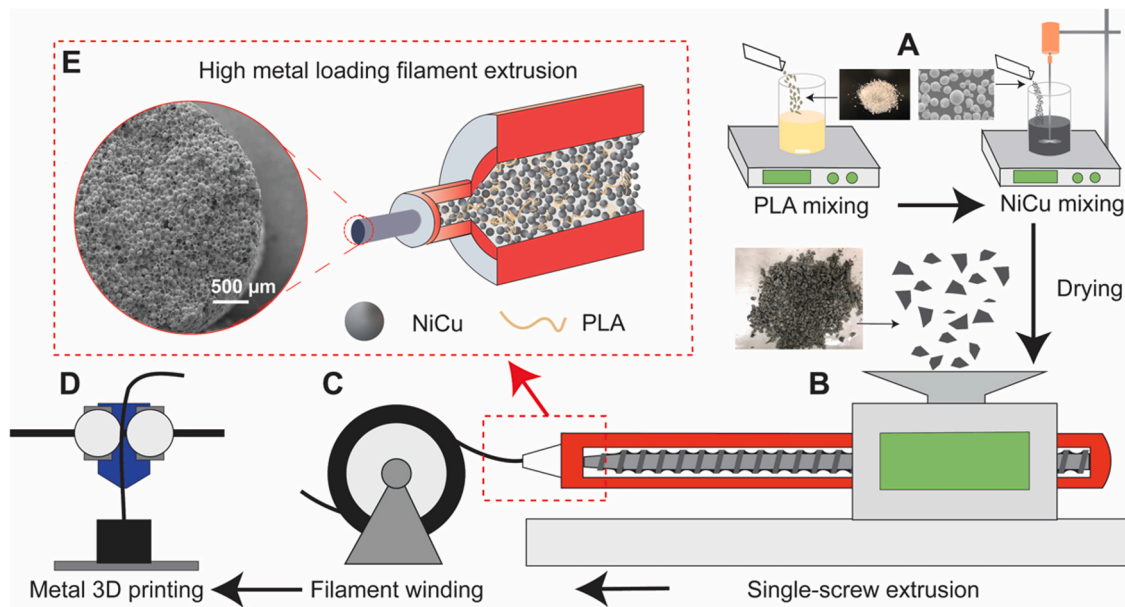 E
High metal loading filament extrusion
500 μm
NiCu
PLA
A
PLA mixing
NiCu mixing
Drying
D
C
B
Metal 3D printing
Filament winding
Single-screw extrusion